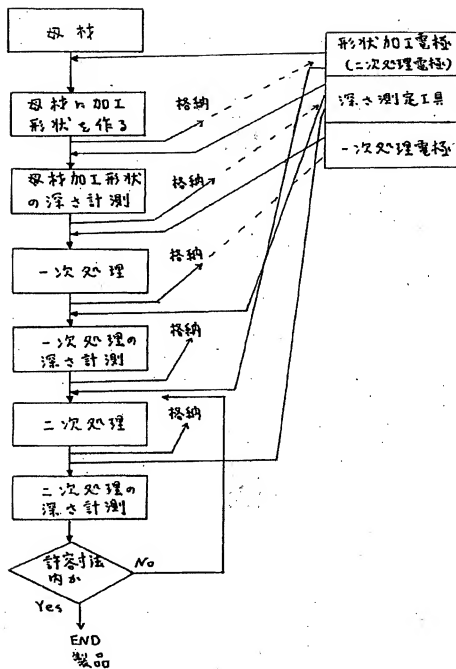 母材
母材に加工
形状を作る
格納
母材加工形状
の深さ計測
格納
一次処理
格納
一次処理の
深さ計測
格納
二次処理
格納
二次処理の
深さ計測
許容寸法
内か
No
Yes
END
製品
形状加工電極
(二次処理電極)
深さ測定工具
一次処理電極